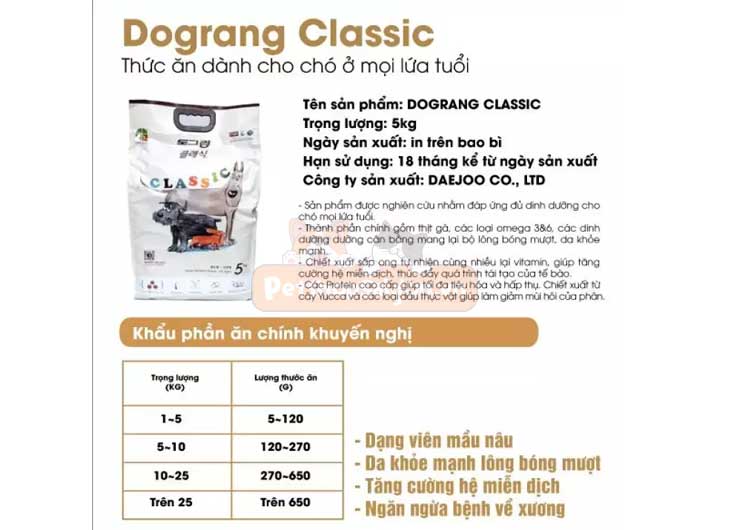 Dograng Classic
Thức ăn dành cho chó ở mọi lứa tuổi
Tên sản phẩm: DOGRANG CLASSIC
Trọng lượng: 5kg
Ngày sản xuất: in trên bao bì
Hạn sử dụng: 18 tháng kể từ ngày sản xuất
Công ty sản xuất: DAEJOO CO., LTD
클래식
CLASSIC
5
- Sản phẩm được nghiên cứu nhằm đáp ứng đủ dinh dưỡng cho
chó mọi lứa tuổi.
- Thành phần chính gồm thịt gà, các loại omega 3&6, các dinh
dưỡng dưỡng cân bằng mang lại bộ lông bóng mượt, da khỏe
mạnh.
- Chiết xuất sáp ong tự nhiên cùng nhiều lại vitamin, giúp tăng
cường hệ miễn dịch, thúc đẩy quá trình tái tạo của tế bào.
- Các Protein cao cấp giúp tối đa tiêu hóa và hấp thụ. Chiết xuất từ
cây Yucca và các loại dầu thực vật giúp làm giảm mùi hôi của phân.
Khẩu phần ăn chính khuyến nghị
Trọng lượng
(KG)
Lượng thước ăn
(G)
1~5 5~120
5~10 120~270
10~25 270~650
Trên 25 Trên 650
- Dạng viên mầu nâu
- Da khỏe mạnh lông bóng mượt
- Tăng cường hệ miễn dịch
- Ngăn ngừa bệnh về xương